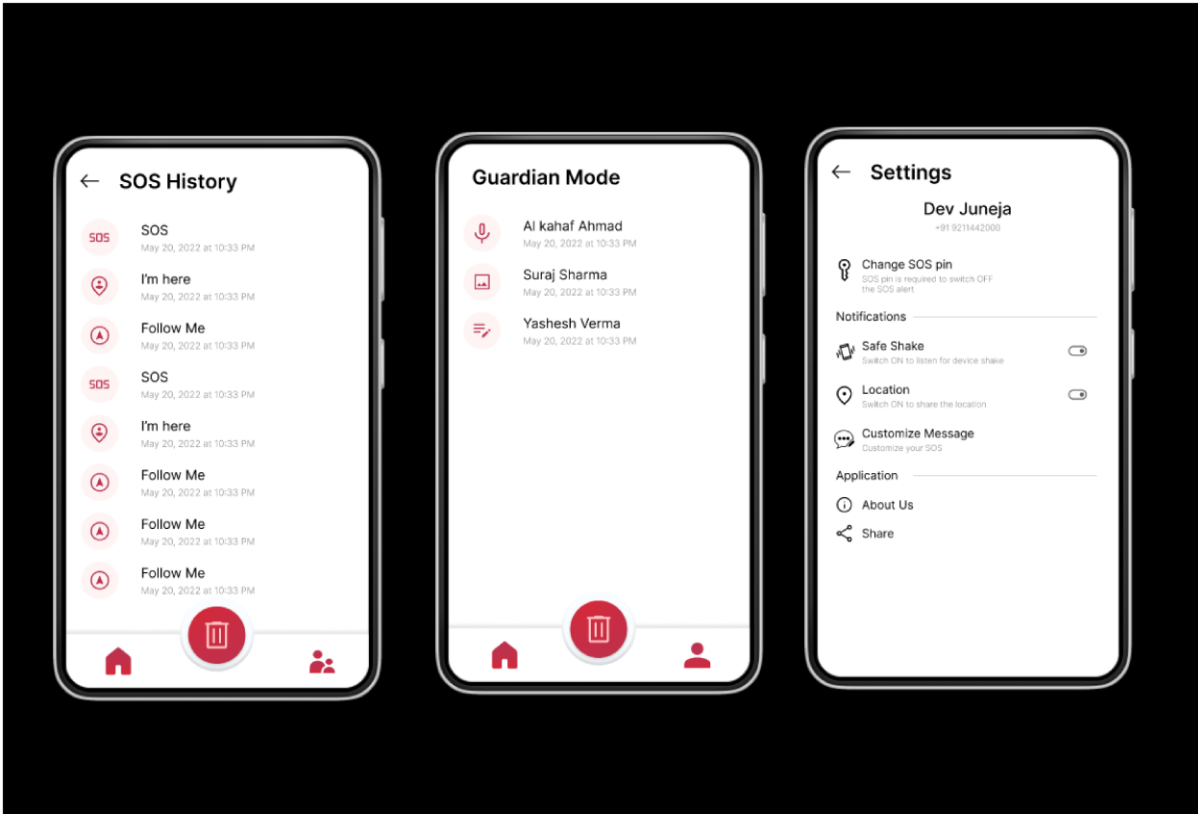 SOS History
SOS
SOS
May 20, 2022 at 10:33 PM
I'm here
May 20, 2022 at 10:33 PM
Follow Me
May 20, 2022 at 10:33 PM
SOS
SOS
May 20, 2022 at 10:33 PM
I'm here
May 20, 2022 at 10:33 PM
Follow Me
May 20, 2022 at 10:33 PM
Follow Me
May 20, 2022 at 10:33 PM
Follow Me
May 20, 2022 at 10:33 PM
Guardian Mode
Al kahaf Ahmad
May 20, 2022 at 10:33 PM
Suraj Sharma
May 20, 2022 at 10:33 PM
Yashesh Verma
May 20, 2022 at 10:33 PM
Settings
Dev Juneja
+91 9211442000
Change SOS pin
SOS pin is required to switch OFF
the SOS alert
Notifications
Safe Shake
Switch ON to listen for device shake
Location
Switch ON to share the location
Customize Message
Customize your SOS
Application
About Us
Share